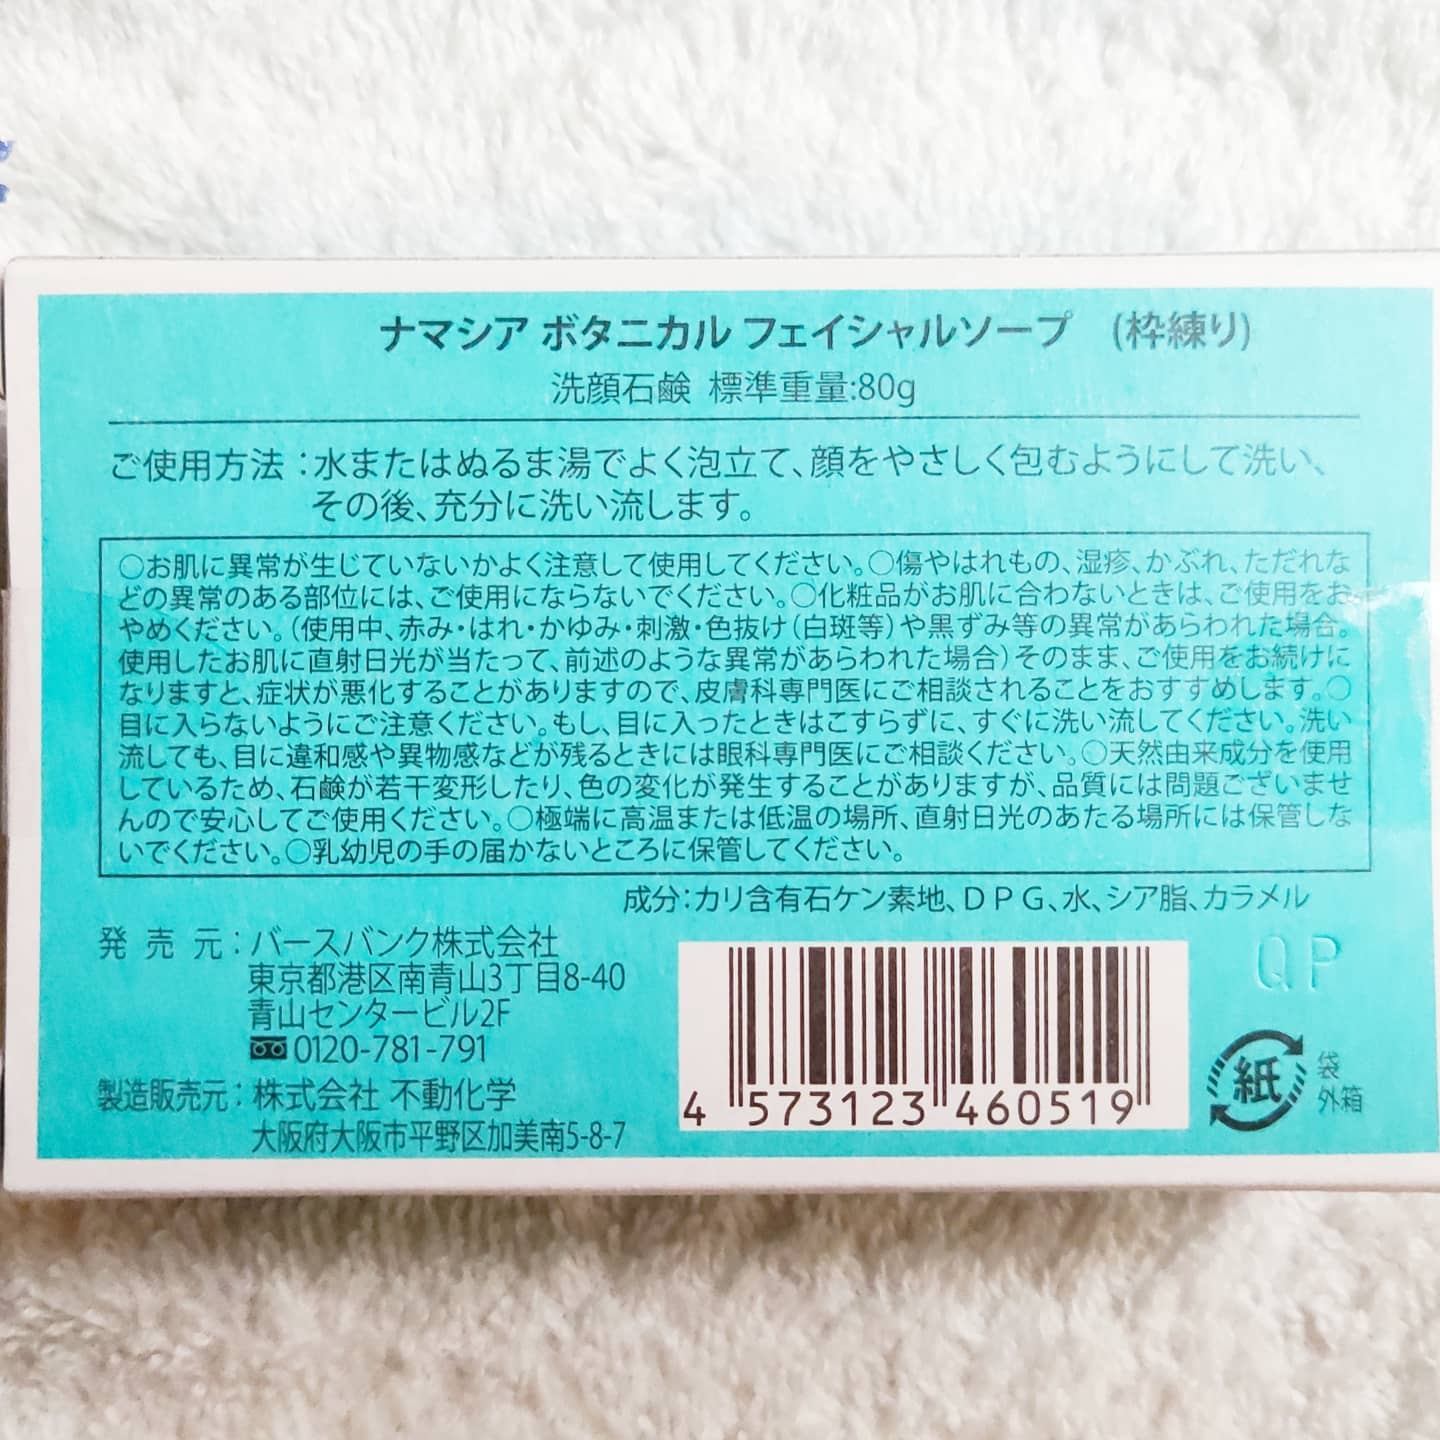 ナマシア ボタニカル フェイシャルソープ (枠練り)
洗顔石鹸 標準重量:80g
ご使用方法:水またはぬるま湯でよく泡立て、顔をやさしく包むようにして洗い、
その後、充分に洗い流します。
○お肌に異常が生じていないかよく注意して使用してください。○傷やはれもの、湿疹、かぶれ、ただれな
どの異常のある部位には、ご使用にならないでください。○化粧品がお肌に合わないときは、ご使用をお
やめください。(使用中、赤み・はれ・かゆみ・刺激・色抜け(白斑等)や黒ずみ等の異常があらわれた場合。
使用したお肌に直射日光が当たって、前述のような異常があらわれた場合)そのまま、ご使用をお続けに
なりますと、症状が悪化することがありますので、皮膚科専門医にご相談されることをおすすめします。○
目に入らないようにご注意ください。もし、目に入ったときはこすらずに、すぐに洗い流してください。洗い
流しても、目に違和感や異物感などが残るときには眼科専門医にご相談ください。○天然由来成分を使用
しているため、石鹸が若干変形したり、色の変化が発生することがありますが、品質には問題ございませ
んので安心してご使用ください。○極端に高温または低温の場所、直射日光のあたる場所には保管しな
いでください。○乳幼児の手の届かないところに保管してください。
成分:カリ含有石ケン素地、DPG、水、シア脂、カラメル
発売元:バースバンク株式会社
東京都港区南青山3丁目8-40
青山センタービル2F
0120-781-791
製造販売元:株式会社 不動化学
大阪府大阪市平野区加美南5-8-7
4 573123 460519
QP
紙
袋
外箱